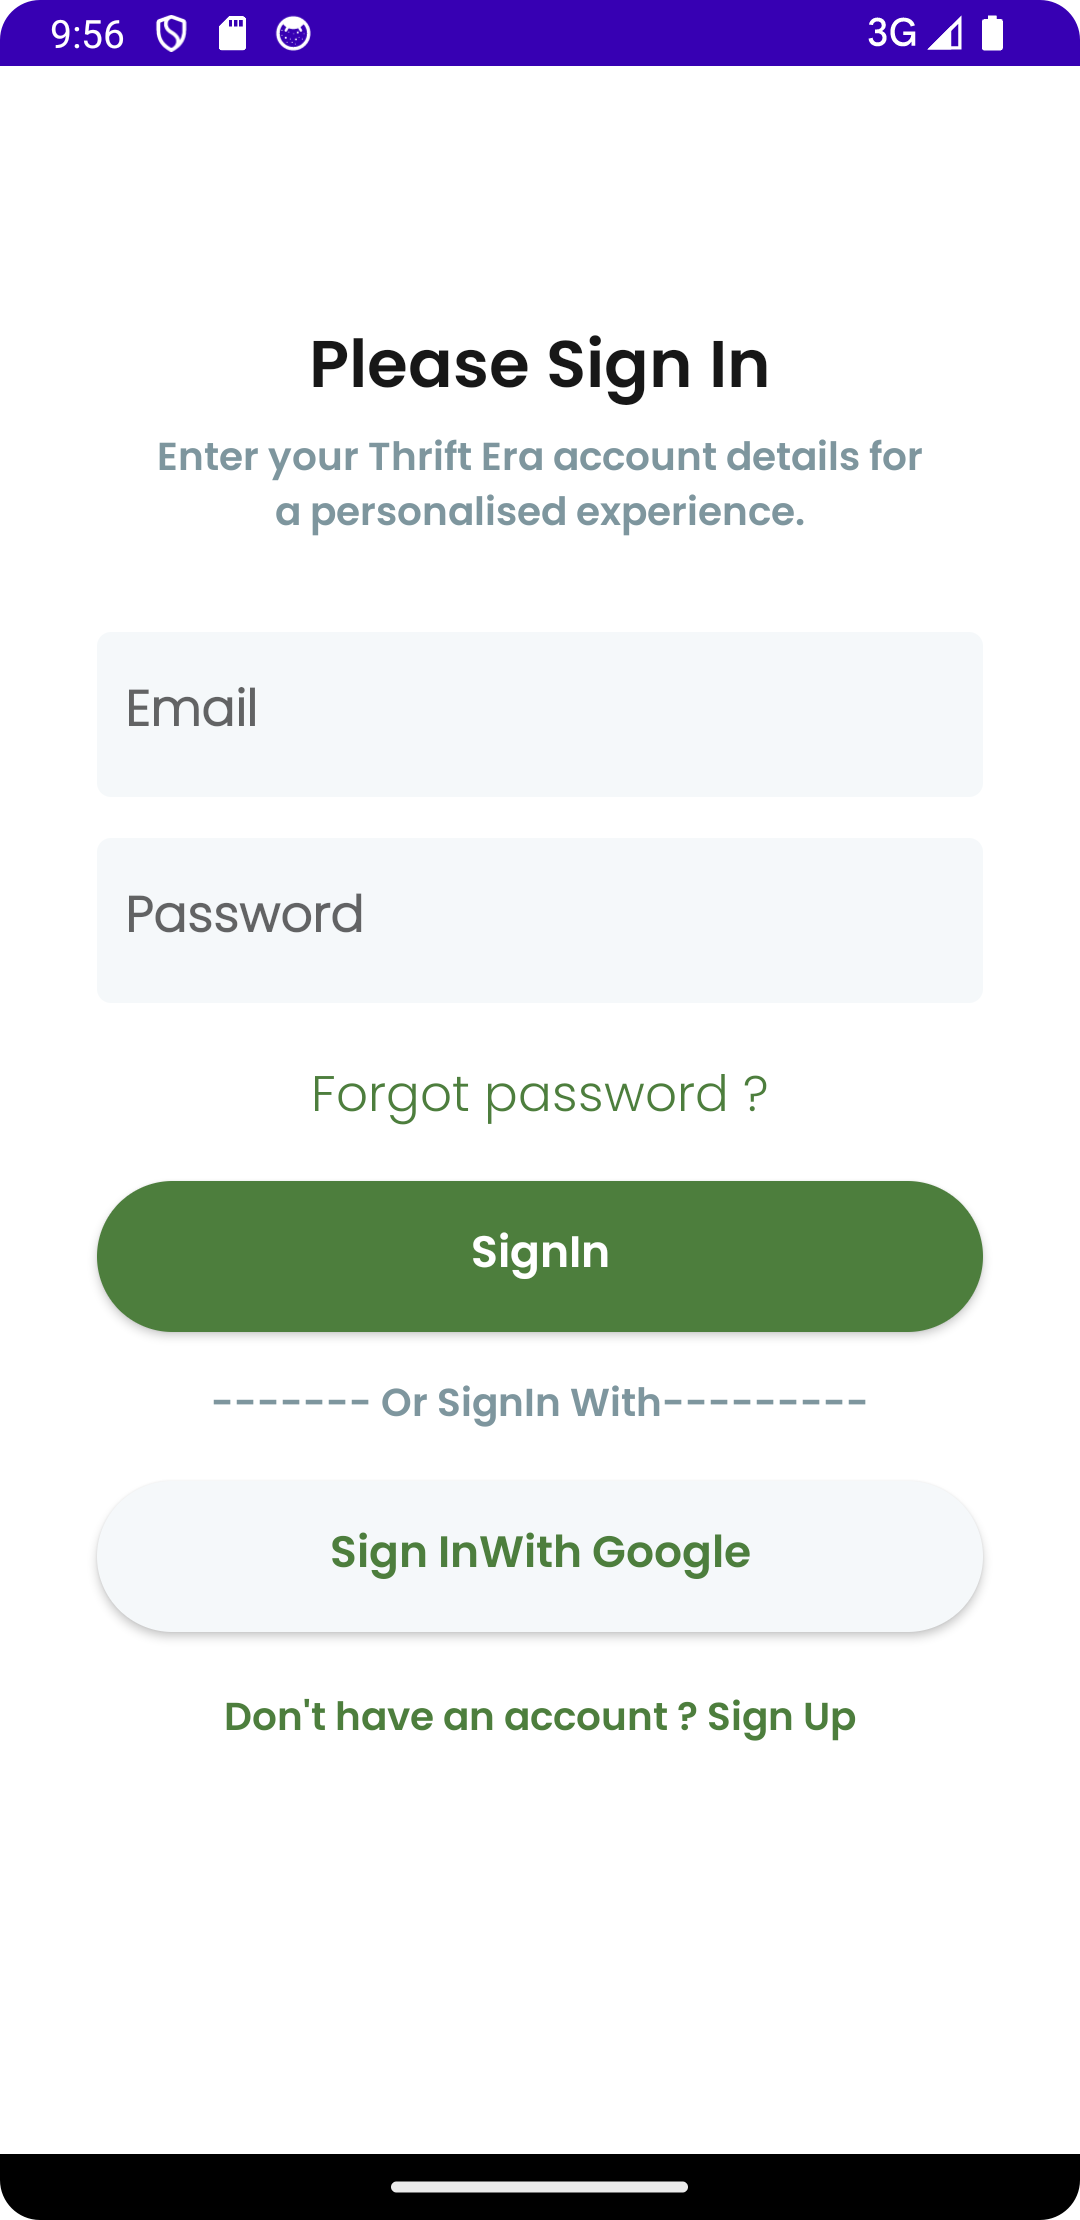 9:56 3G
Please Sign In
Enter your Thrift Era account details for
a personalised experience.
Email
Password
Forgot password ?
SignIn
------- Or SignIn With---------
Sign InWith Google
Don't have an account ? Sign Up